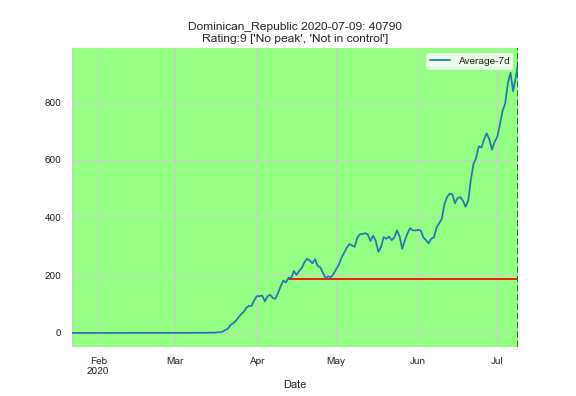 Dominican_Republic 2020-07-09: 40790
Rating:9 ['No peak', 'Not in control']
Average-7d
800
600
400
200
0
Feb
2020
Mar
Apr
May
Jun
Jul
Date